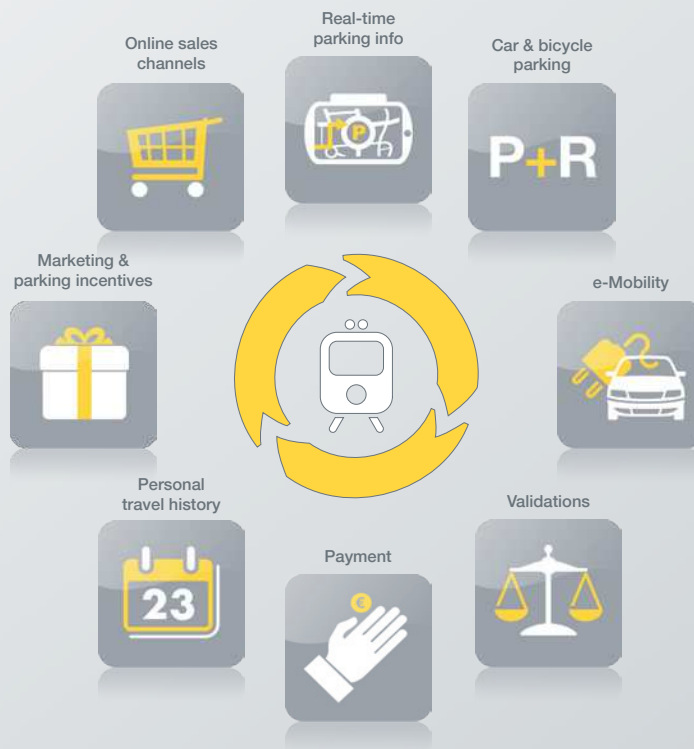 Real-time
parking info
Online sales
channels
Car & bicycle
parking
P
P+R
Marketing &
parking incentives
e-Mobility
Personal
travel history
23
Validations
Payment
€